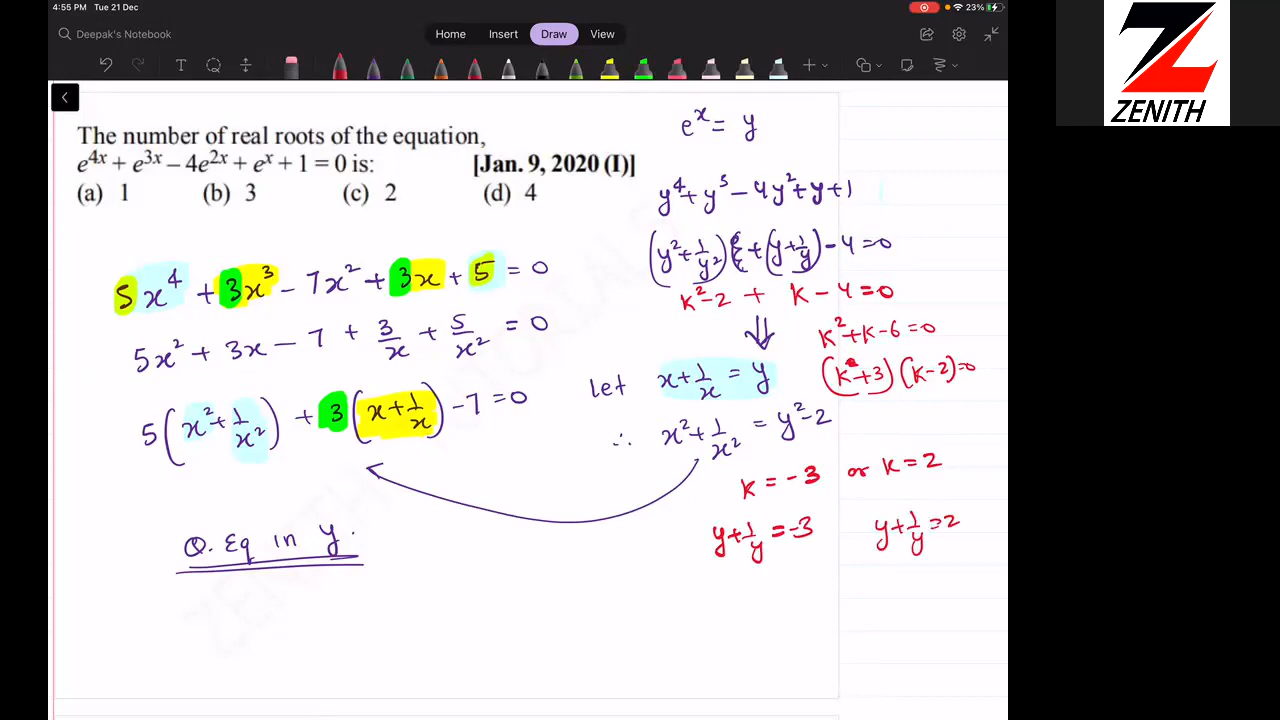 4:55 PM Tue 21 Dec
23%
Deepak's Notebook
Home Insert Draw View
ZENITH
The number of real roots of the equation,
e^4x + e^3x – 4e^2x + e^x + 1 = 0 is: [Jan. 9, 2020 (I)]
(a) 1 (b) 3 (c) 2 (d) 4
5x^4 + 3x^3 - 7x^2 + 3x + 5 = 0
5x^2 + 3x - 7 + 3/x + 5/x^2 = 0
5(x^2 + 1/x^2) + 3(x + 1/x) - 7 = 0
Q. Eq in y.
e^x = y
y^4 + y^3 - 4y^2 + y + 1
(y^2 + 1/y^2) + (y + 1/y) - 4 = 0
k^2 - 2 + k - 4 = 0
⇓
k^2 + k - 6 = 0
(k + 3)(k - 2) = 0
let x + 1/x = y
∴ x^2 + 1/x^2 = y^2 - 2
k = -3 or k = 2
y + 1/y = -3 y + 1/y = 2